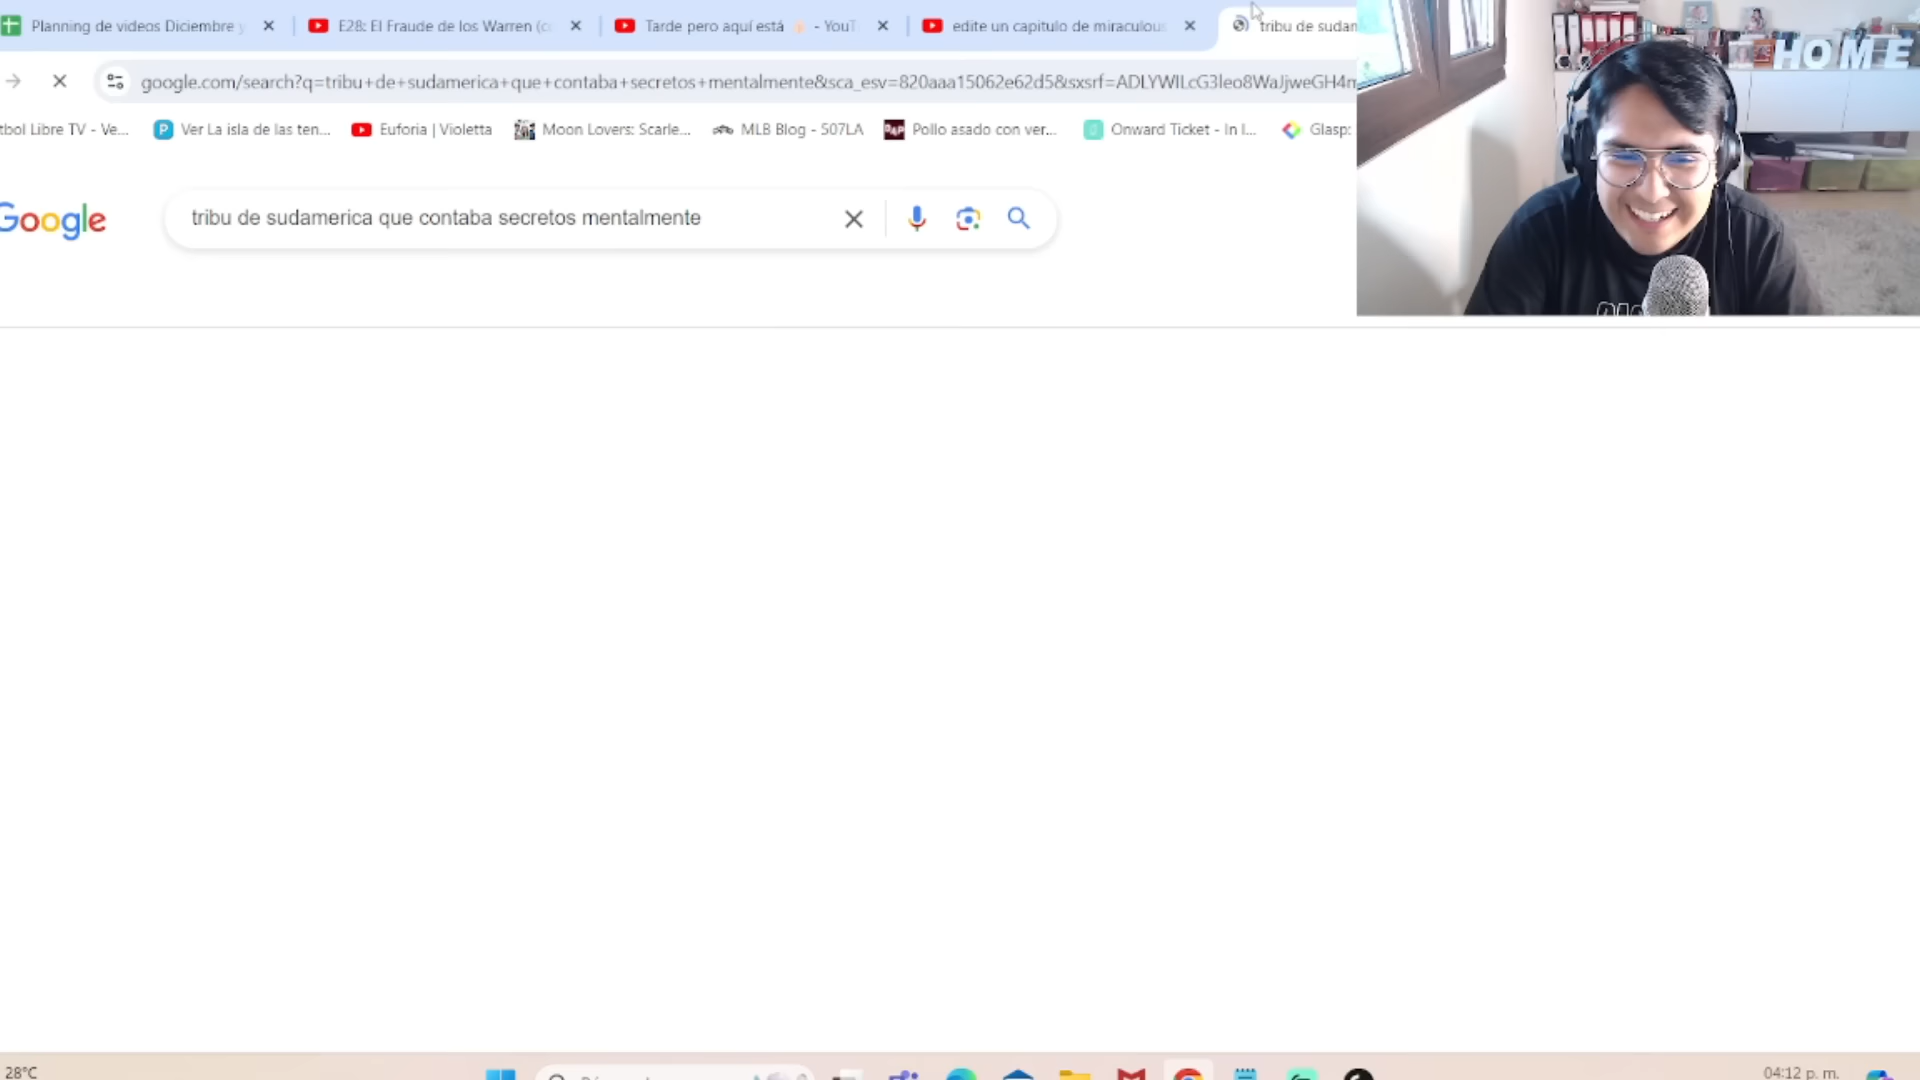 Planning de videos Diciembre y
E28: El Fraude de los Warren (c
Tarde pero aquí está 👻 - YouT
edite un capitulo de miraculous
tribu de sudan
google.com/search?q=tribu+de+sudamerica+que+contaba+secretos+mentalmente&sca_esv=820aaa15062e62d5&sxsrf=ADLYWILcG3leo8WaJjweGH4m
tbol Libre TV - Ve...
Ver La isla de las ten...
Euforia | Violetta
Moon Lovers: Scarle...
MLB Blog - 507LA
Pollo asado con ver...
Onward Ticket - In l...
Glasp:
HOME
Google
tribu de sudamerica que contaba secretos mentalmente
28°C
04:12 p. m.